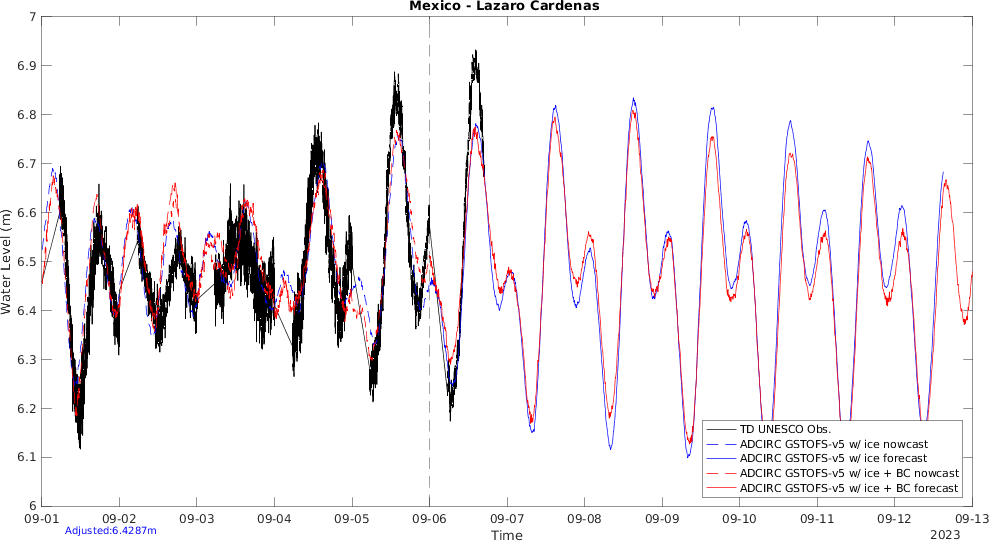 Mexico - Lazaro Cardenas
7
6.9
6.8
6.7
6.6
6.5
6.4
6.3
6.2
6.1
6
Water Level (m)
TD UNESCO Obs.
ADCIRC GSTOFS-v5 w/ ice nowcast
ADCIRC GSTOFS-v5 w/ ice forecast
ADCIRC GSTOFS-v5 w/ ice + BC nowcast
ADCIRC GSTOFS-v5 w/ ice + BC forecast
09-01 09-02 09-03 09-04 09-05 09-06 09-07 09-08 09-09 09-10 09-11 09-12 09-13
Adjusted:6.4287m
Time
2023